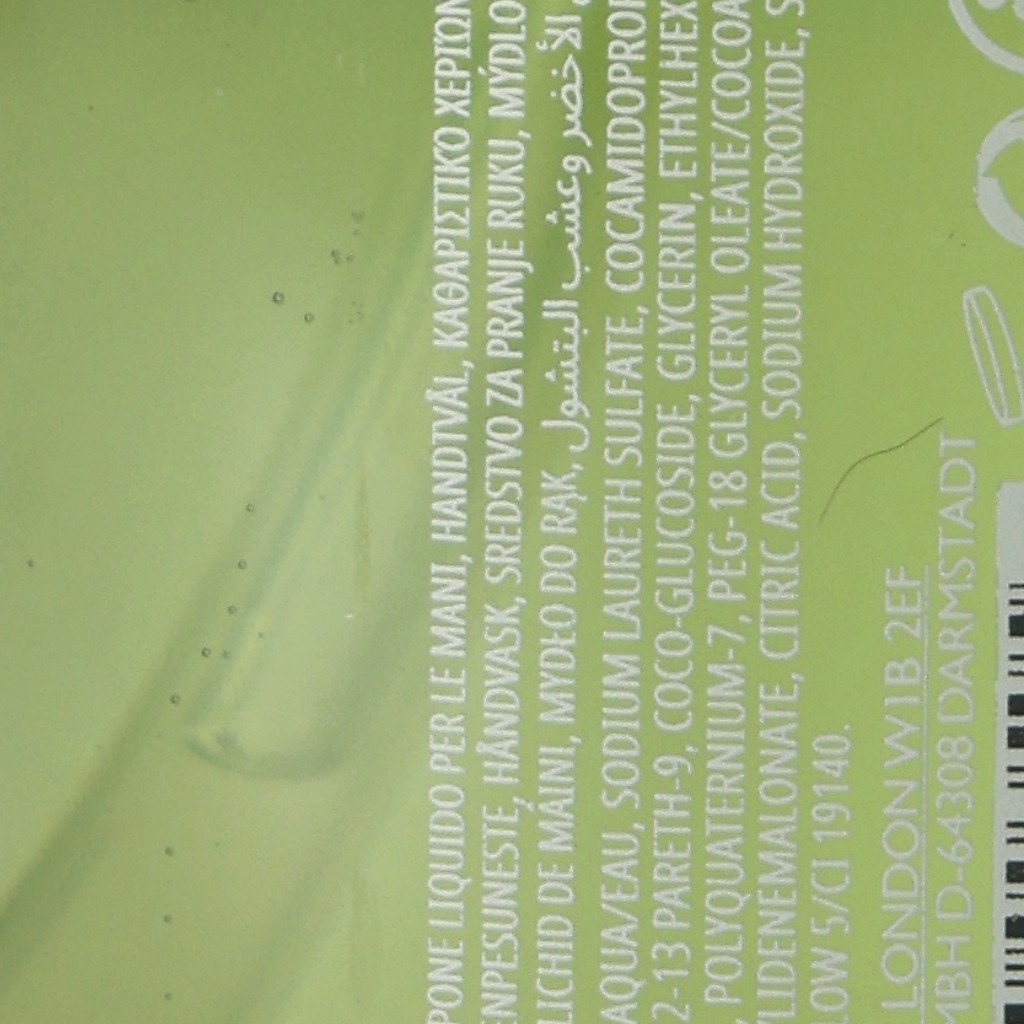 PONE LIQUIDO PER LE MANI, HANDTVÅL, ΚΑΘΑΡΙΣΤΙΚΟ ΧΕΡΙΩΝ
ENPESUNESTE, HÅNDVASK, SREDSTVO ZA PRANJE RUKU, MÝDLO
LICHID DE MÂINI, MYDŁO DO RĄK, الأخضر وعشب البتشول
AQUA/EAU, SODIUM LAURETH SULFATE, COCAMIDOPROP
2-13 PARETH-9, COCO-GLUCOSIDE, GLYCERIN, ETHYLHEX
, POLYQUATERNIUM-7, PEG-18 GLYCERYL OLEATE/COCOA
YLIDENEMALONATE, CITRIC ACID, SODIUM HYDROXIDE, S
LOW 5/CI 19140.
LONDON W1B 2EF
MBH D-64308 DARMSTADT